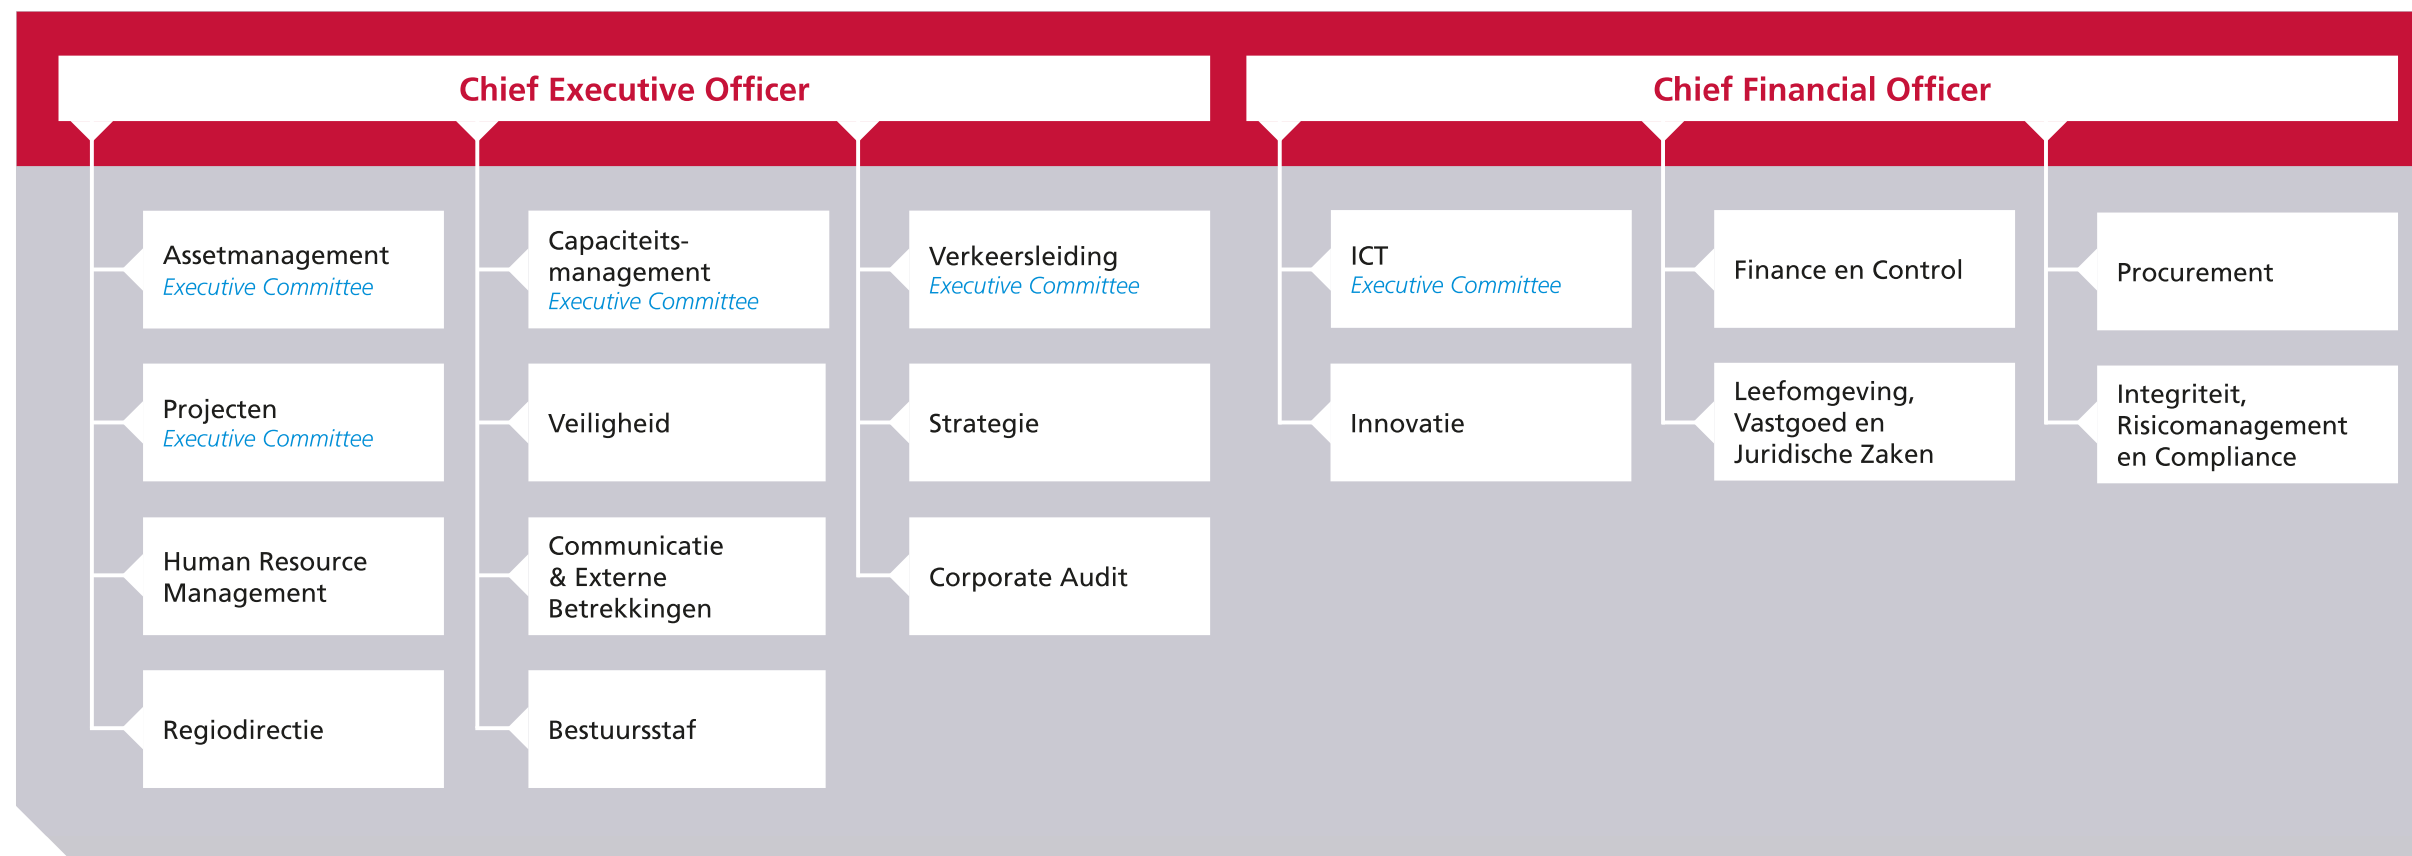 Chief Executive Officer
Assetmanagement
Executive Committee
Projecten
Executive Committee
Human Resource
Management
Regiodirectie
Capaciteits-
management
Executive Committee
Veiligheid
Communicatie
& Externe
Betrekkingen
Bestuursstaf
Verkeersleiding
Executive Committee
Strategie
Corporate Audit
Chief Financial Officer
ICT
Executive Committee
Innovatie
Finance en Control
Leefomgeving,
Vastgoed en
Juridische Zaken
Procurement
Integriteit,
Risicomanagement
en Compliance